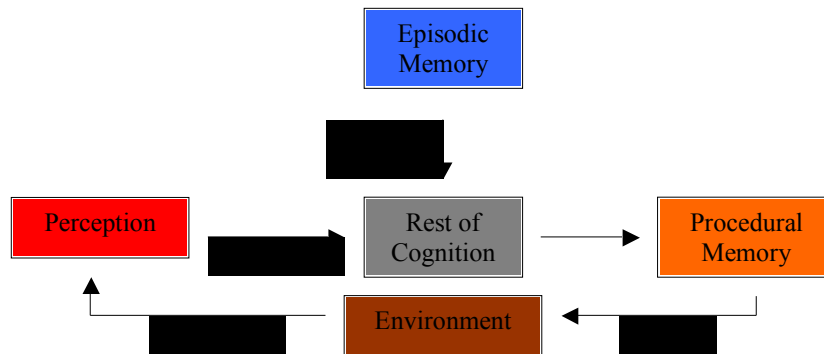 Episodic
Memory
Perception
Rest of
Cognition
Procedural
Memory
Environment